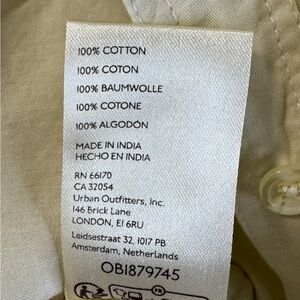 100% COTTON
100% COTON
100% BAUMWOLLE
100% COTONE
100% ALGODÓN
MADE IN INDIA
HECHO EN INDIA
RN 66170
CA 32054
Urban Outfitters, Inc.
146 Brick Lane
LONDON, E1 6RU
Leidsestraat 32, 1017 PB
Amsterdam, Netherlands
OB1879745
FR